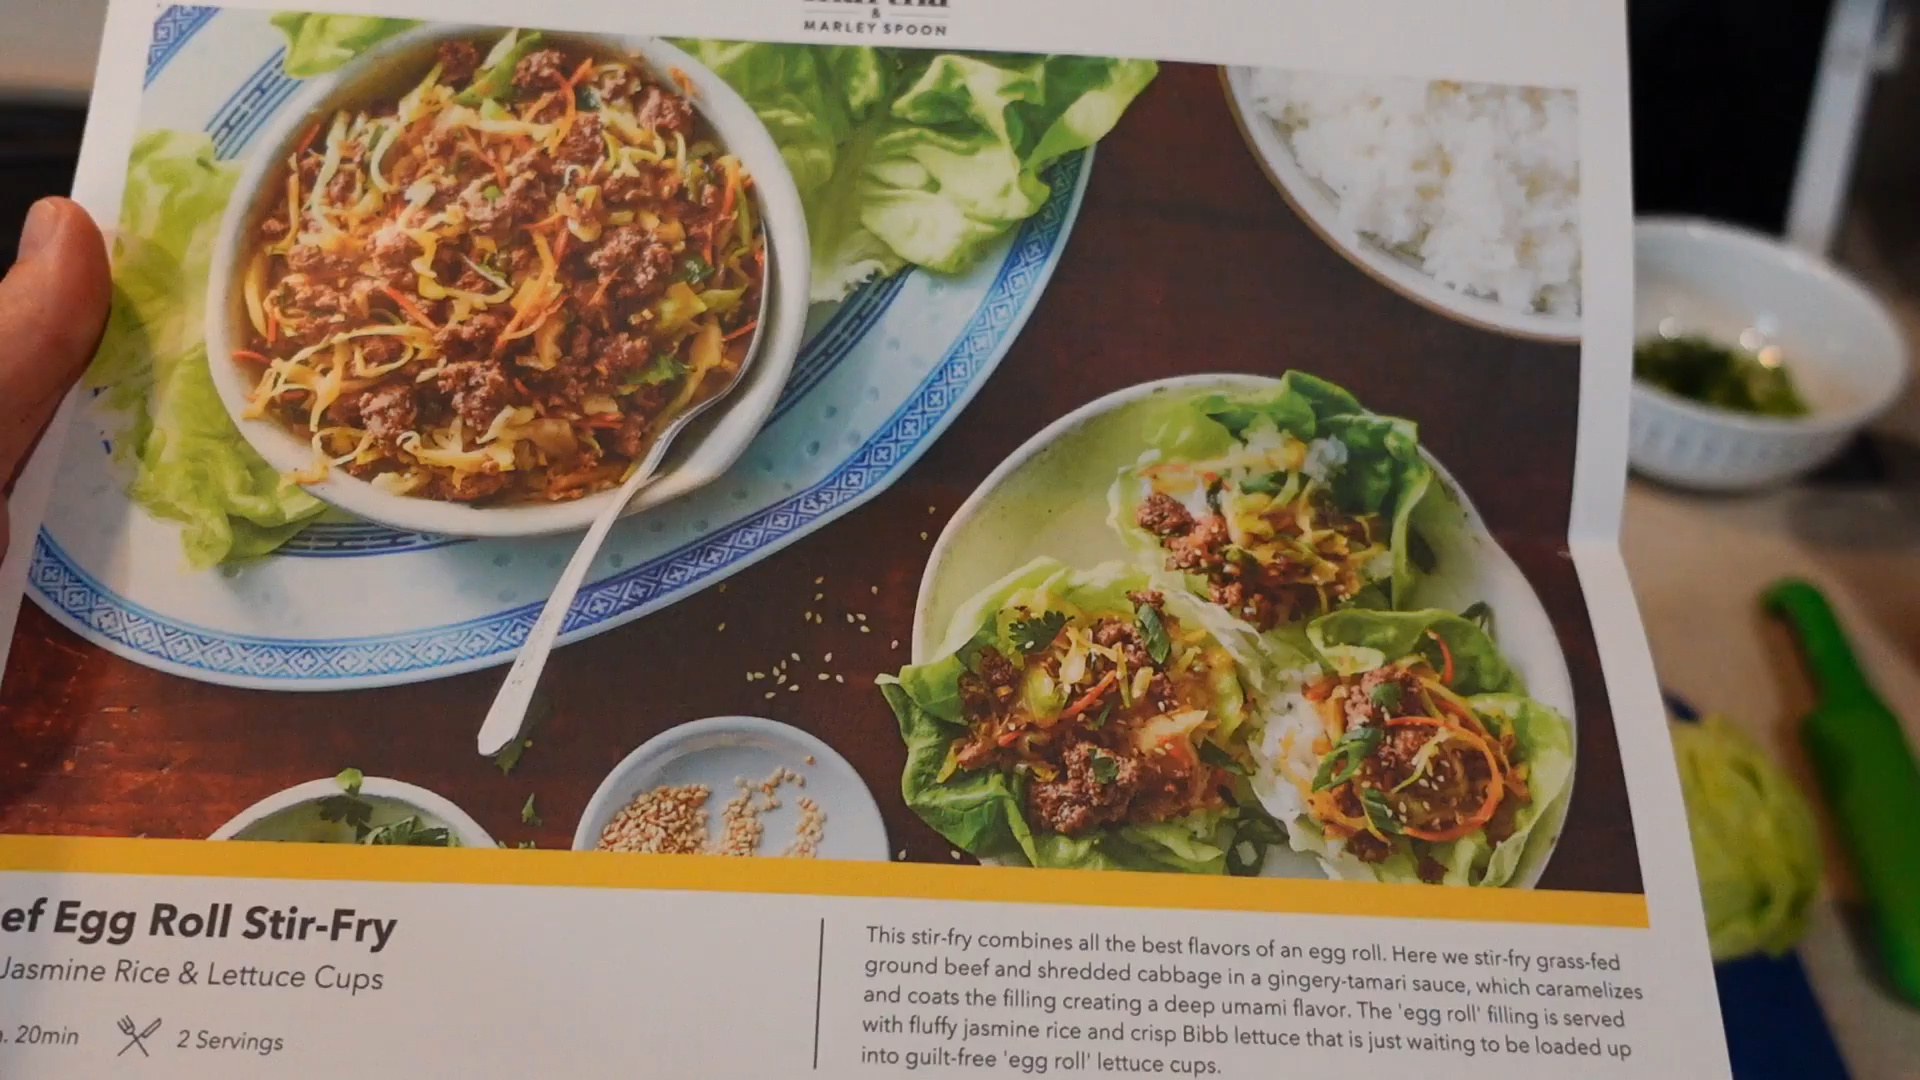 &
MARLEY SPOON
ef Egg Roll Stir-Fry
Jasmine Rice & Lettuce Cups
. 20min 2 Servings
This stir-fry combines all the best flavors of an egg roll. Here we stir-fry grass-fed
ground beef and shredded cabbage in a gingery-tamari sauce, which caramelizes
and coats the filling creating a deep umami flavor. The 'egg roll' filling is served
with fluffy jasmine rice and crisp Bibb lettuce that is just waiting to be loaded up
into guilt-free 'egg roll' lettuce cups.